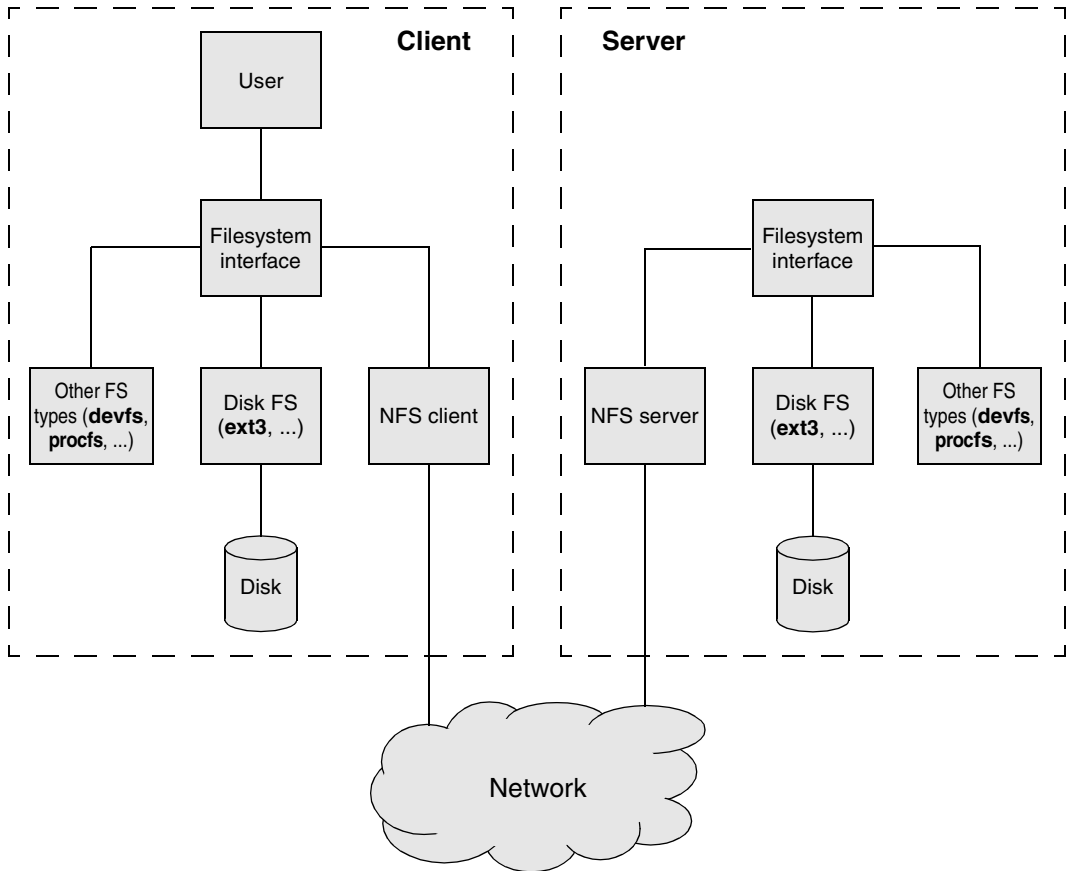 Client
Server
User
Filesystem
interface
Filesystem
interface
Other FS
types (devfs,
procfs, ...)
Disk FS
(ext3, ...)
NFS client
NFS server
Disk FS
(ext3, ...)
Other FS
types (devfs,
procfs, ...)
Disk
Disk
Network